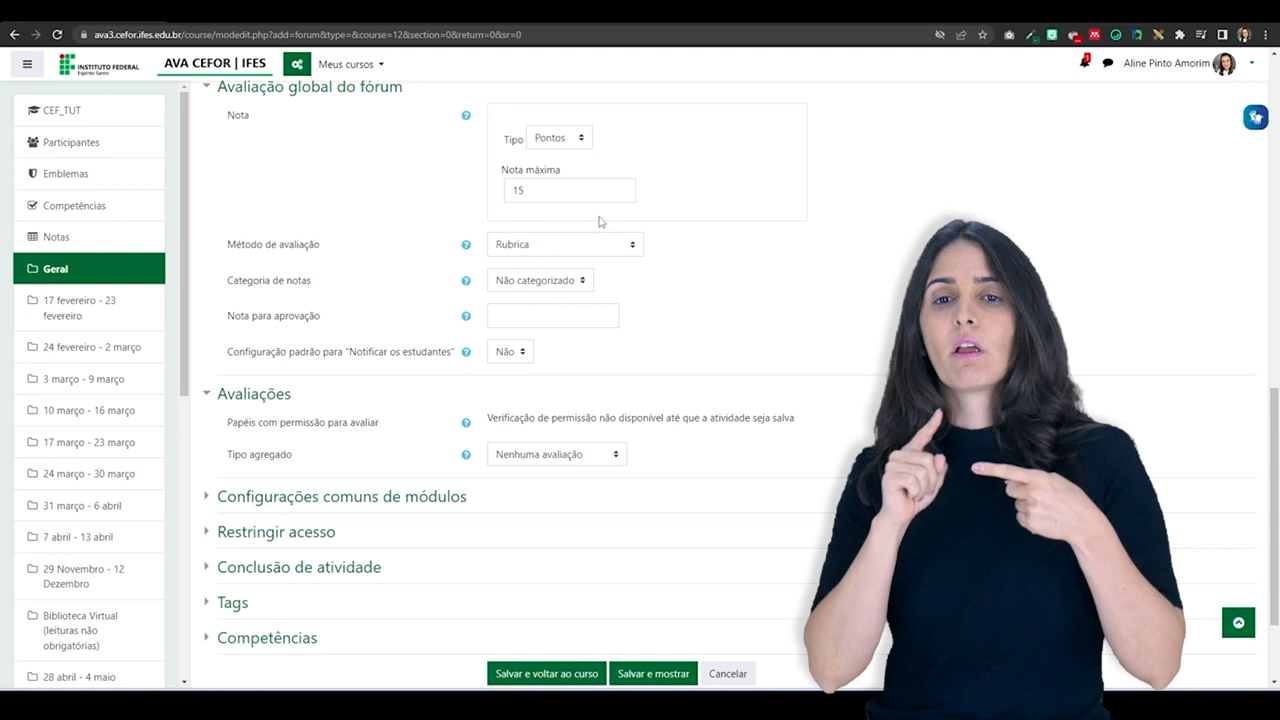 ava3.cefor.ifes.edu.br/course/modedit.php?add=forum&type=&course=12&section=0&return=0&sr=0
INSTITUTO FEDERAL
Espírito Santo
AVA CEFOR | IFES
Meus cursos
Aline Pinto Amorim
CEF_TUT
Participantes
Emblemas
Competências
Notas
Geral
17 fevereiro - 23
fevereiro
24 fevereiro - 2 março
3 março - 9 março
10 março - 16 março
17 março - 23 março
24 março - 30 março
31 março - 6 abril
7 abril - 13 abril
29 Novembro - 12
Dezembro
Biblioteca Virtual
(leituras não
obrigatórias)
28 abril - 4 maio
Avaliação global do fórum
Nota
Tipo Pontos
Nota máxima
15
Método de avaliação Rubrica
Categoria de notas Não categorizado
Nota para aprovação
Configuração padrão para "Notificar os estudantes" Não
Avaliações
Papéis com permissão para avaliar Verificação de permissão não disponível até que a atividade seja salva
Tipo agregado Nenhuma avaliação
Configurações comuns de módulos
Restringir acesso
Conclusão de atividade
Tags
Competências
Salvar e voltar ao curso Salvar e mostrar Cancelar